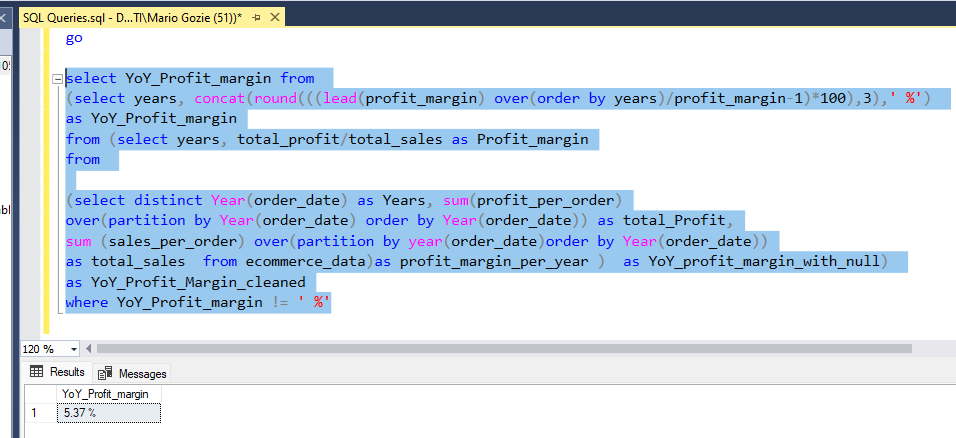 SQL Queries.sql - D...TI\Mario Gozie (51))*
go
select YoY_Profit_margin from
(select years, concat(round(((lead(profit_margin) over(order by years)/profit_margin-1)*100),3),' %')
as YoY_Profit_margin
from (select years, total_profit/total_sales as Profit_margin
from
(select distinct Year(order_date) as Years, sum(profit_per_order)
over(partition by Year(order_date) order by Year(order_date)) as total_Profit,
sum (sales_per_order) over(partition by year(order_date)order by Year(order_date))
as total_sales  from ecommerce_data)as profit_margin_per_year )  as YoY_profit_margin_with_null)
as YoY_Profit_Margin_cleaned
where YoY_Profit_margin != ' %'
120 %
Results Messages
YoY_Profit_margin
1 5.37 %